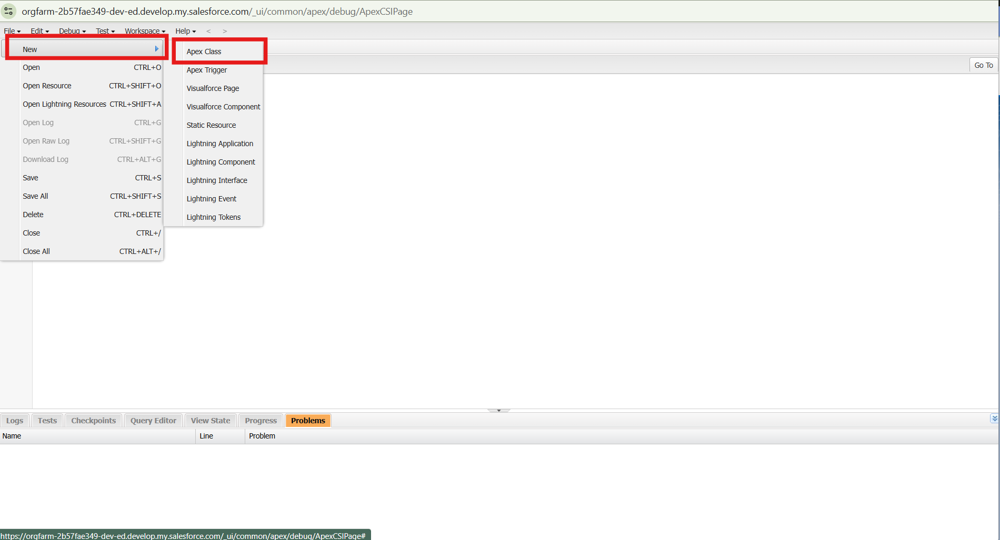 orgfarm-2b57fae349-dev-ed.develop.my.salesforce.com/_ui/common/apex/debug/ApexCSIPage
File Edit Debug Test Workspace Help < >
New
Open CTRL+O
Open Resource CTRL+SHIFT+O
Open Lightning Resources CTRL+SHIFT+A
Open Log CTRL+G
Open Raw Log CTRL+SHIFT+G
Download Log CTRL+ALT+G
Save CTRL+S
Save All CTRL+SHIFT+S
Delete CTRL+DELETE
Close CTRL+/
Close All CTRL+ALT+/
Apex Class
Apex Trigger
Visualforce Page
Visualforce Component
Static Resource
Lightning Application
Lightning Component
Lightning Interface
Lightning Event
Lightning Tokens
Go To
Logs Tests Checkpoints Query Editor View State Progress Problems
Name Line Problem
https://orgfarm-2b57fae349-dev-ed.develop.my.salesforce.com/_ui/common/apex/debug/ApexCSIPage#